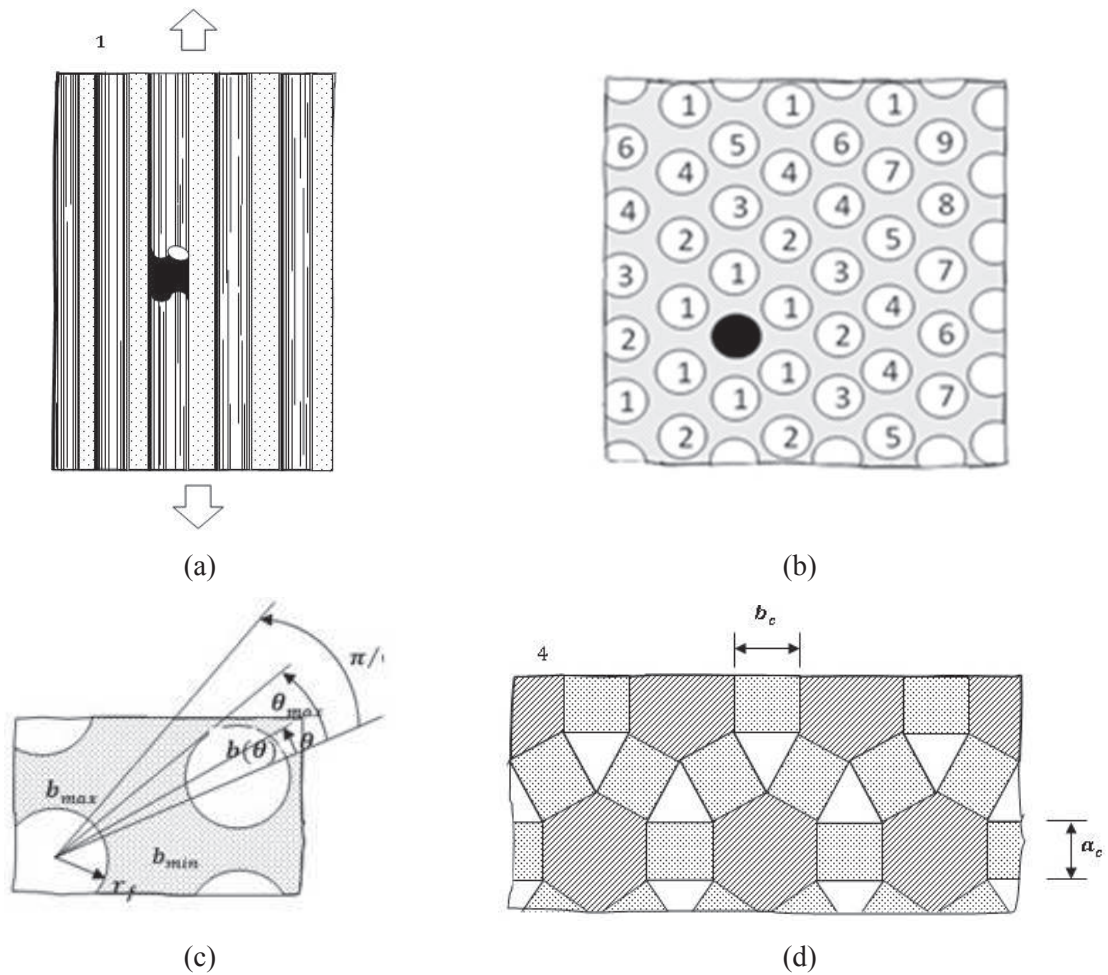 1
1 1 1
6 5 6 9
4 4 7
4 3 4 8
2 2 5
3 1 3 7
1 1 4
2 2 6
1 1 4
1 1 3 7
2 2 5
(a)
(b)
π/
θmax
θ
b(θ)
bmax
bmin
rf
bc
4
ac
(c)
(d)